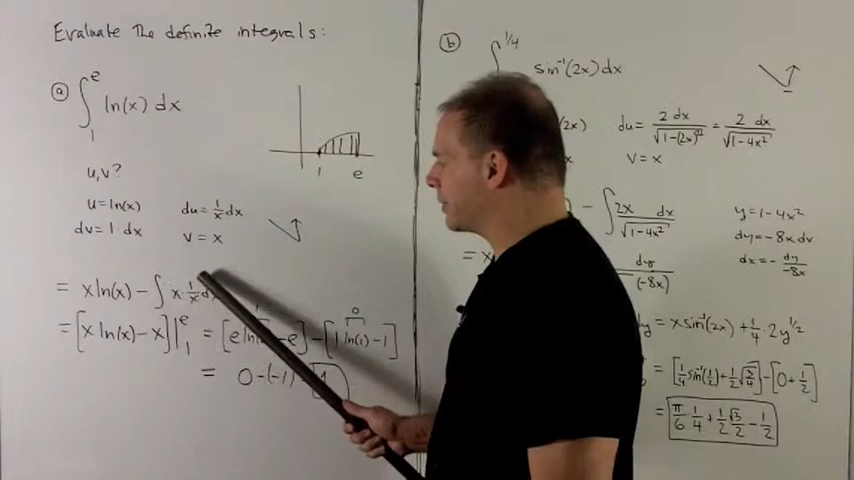 Evaluate the definite integrals:
ⓐ ∫₁ᵉ ln(x) dx
1 e
u,v?
u = ln(x) du = 1/x dx
dv = 1·dx v = x
= x ln(x) − ∫ x · 1/x d
= [x ln(x) − x]|₁ᵉ = [e ln − e] − [1 ln(1) − 1]
0
= 0 − (−1) 1
ⓑ ∫^(1/4) sin⁻¹(2x) dx
(2x) du = 2 dx/√(1−(2x)²) = 2 dx/√(1−4x²)
v = x
− ∫ 2x dx/√(1−4x²)
y = 1 − 4x²
dy = −8x dx
dx = − dy/−8x
= x
dy/(−8x)
dy = x sin⁻¹(2x) + 1/4 · 2y^(1/2)
= [1/4 sin⁻¹(1/2) + 1/2 √(3/4)] − [0 + 1/2]
= π/6 · 1/4 + 1/2 √3/2 − 1/2